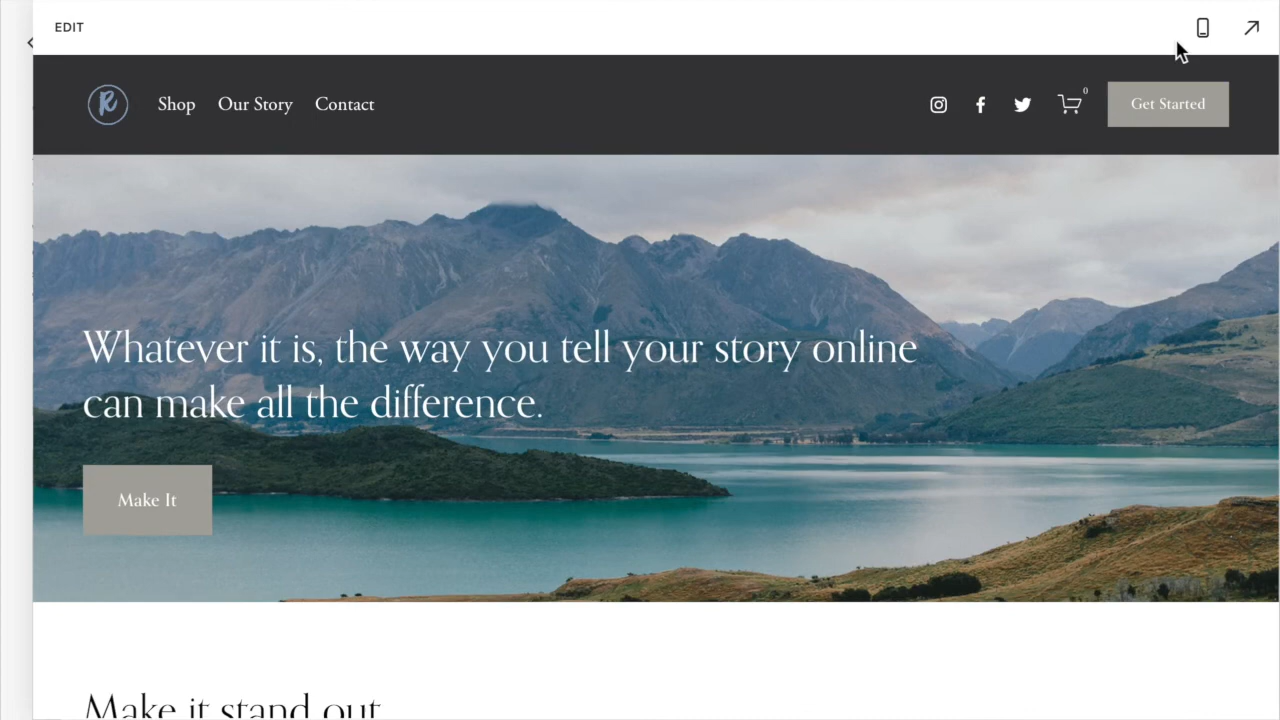 EDIT
R
Shop Our Story Contact
0
Get Started
Whatever it is, the way you tell your story online
can make all the difference.
Make It
Make it stand out